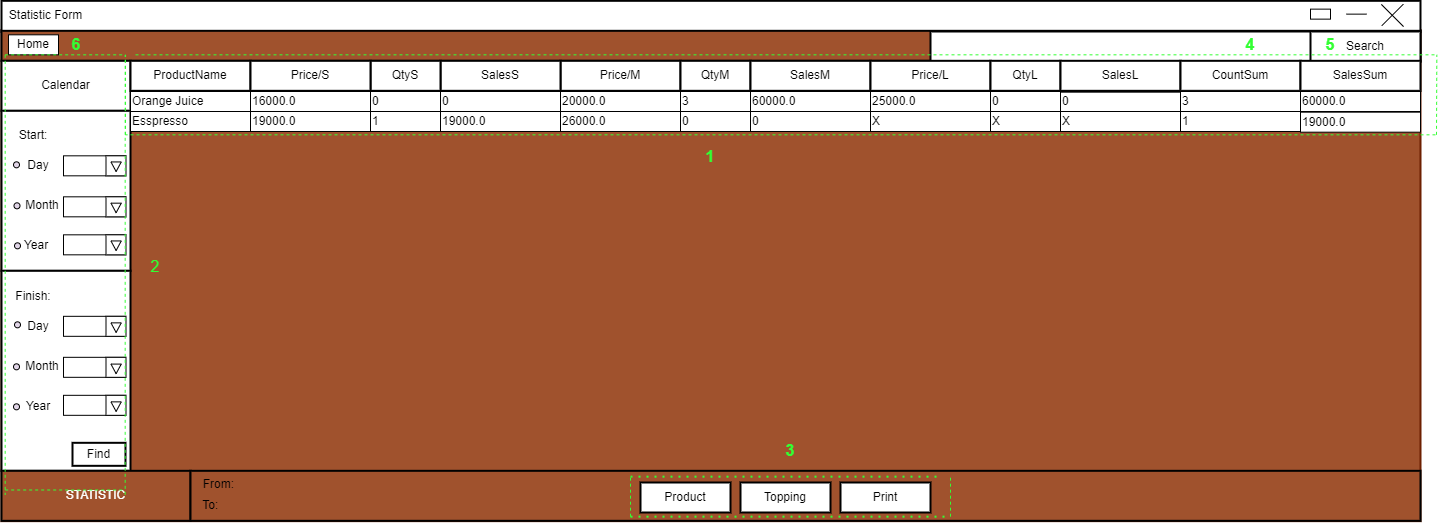 Statistic Form
Home 6 4 5 Search
Calendar
ProductName Price/S QtyS SalesS Price/M QtyM SalesM Price/L QtyL SalesL CountSum SalesSum
Orange Juice 16000.0 0 0 20000.0 3 60000.0 25000.0 0 0 3 60000.0
Esspresso 19000.0 1 19000.0 26000.0 0 0 X X X 1 19000.0
1
Start:
Day
Month
Year
2
Finish:
Day
Month
Year
Find
3
STATISTIC
From:
To:
Product Topping Print